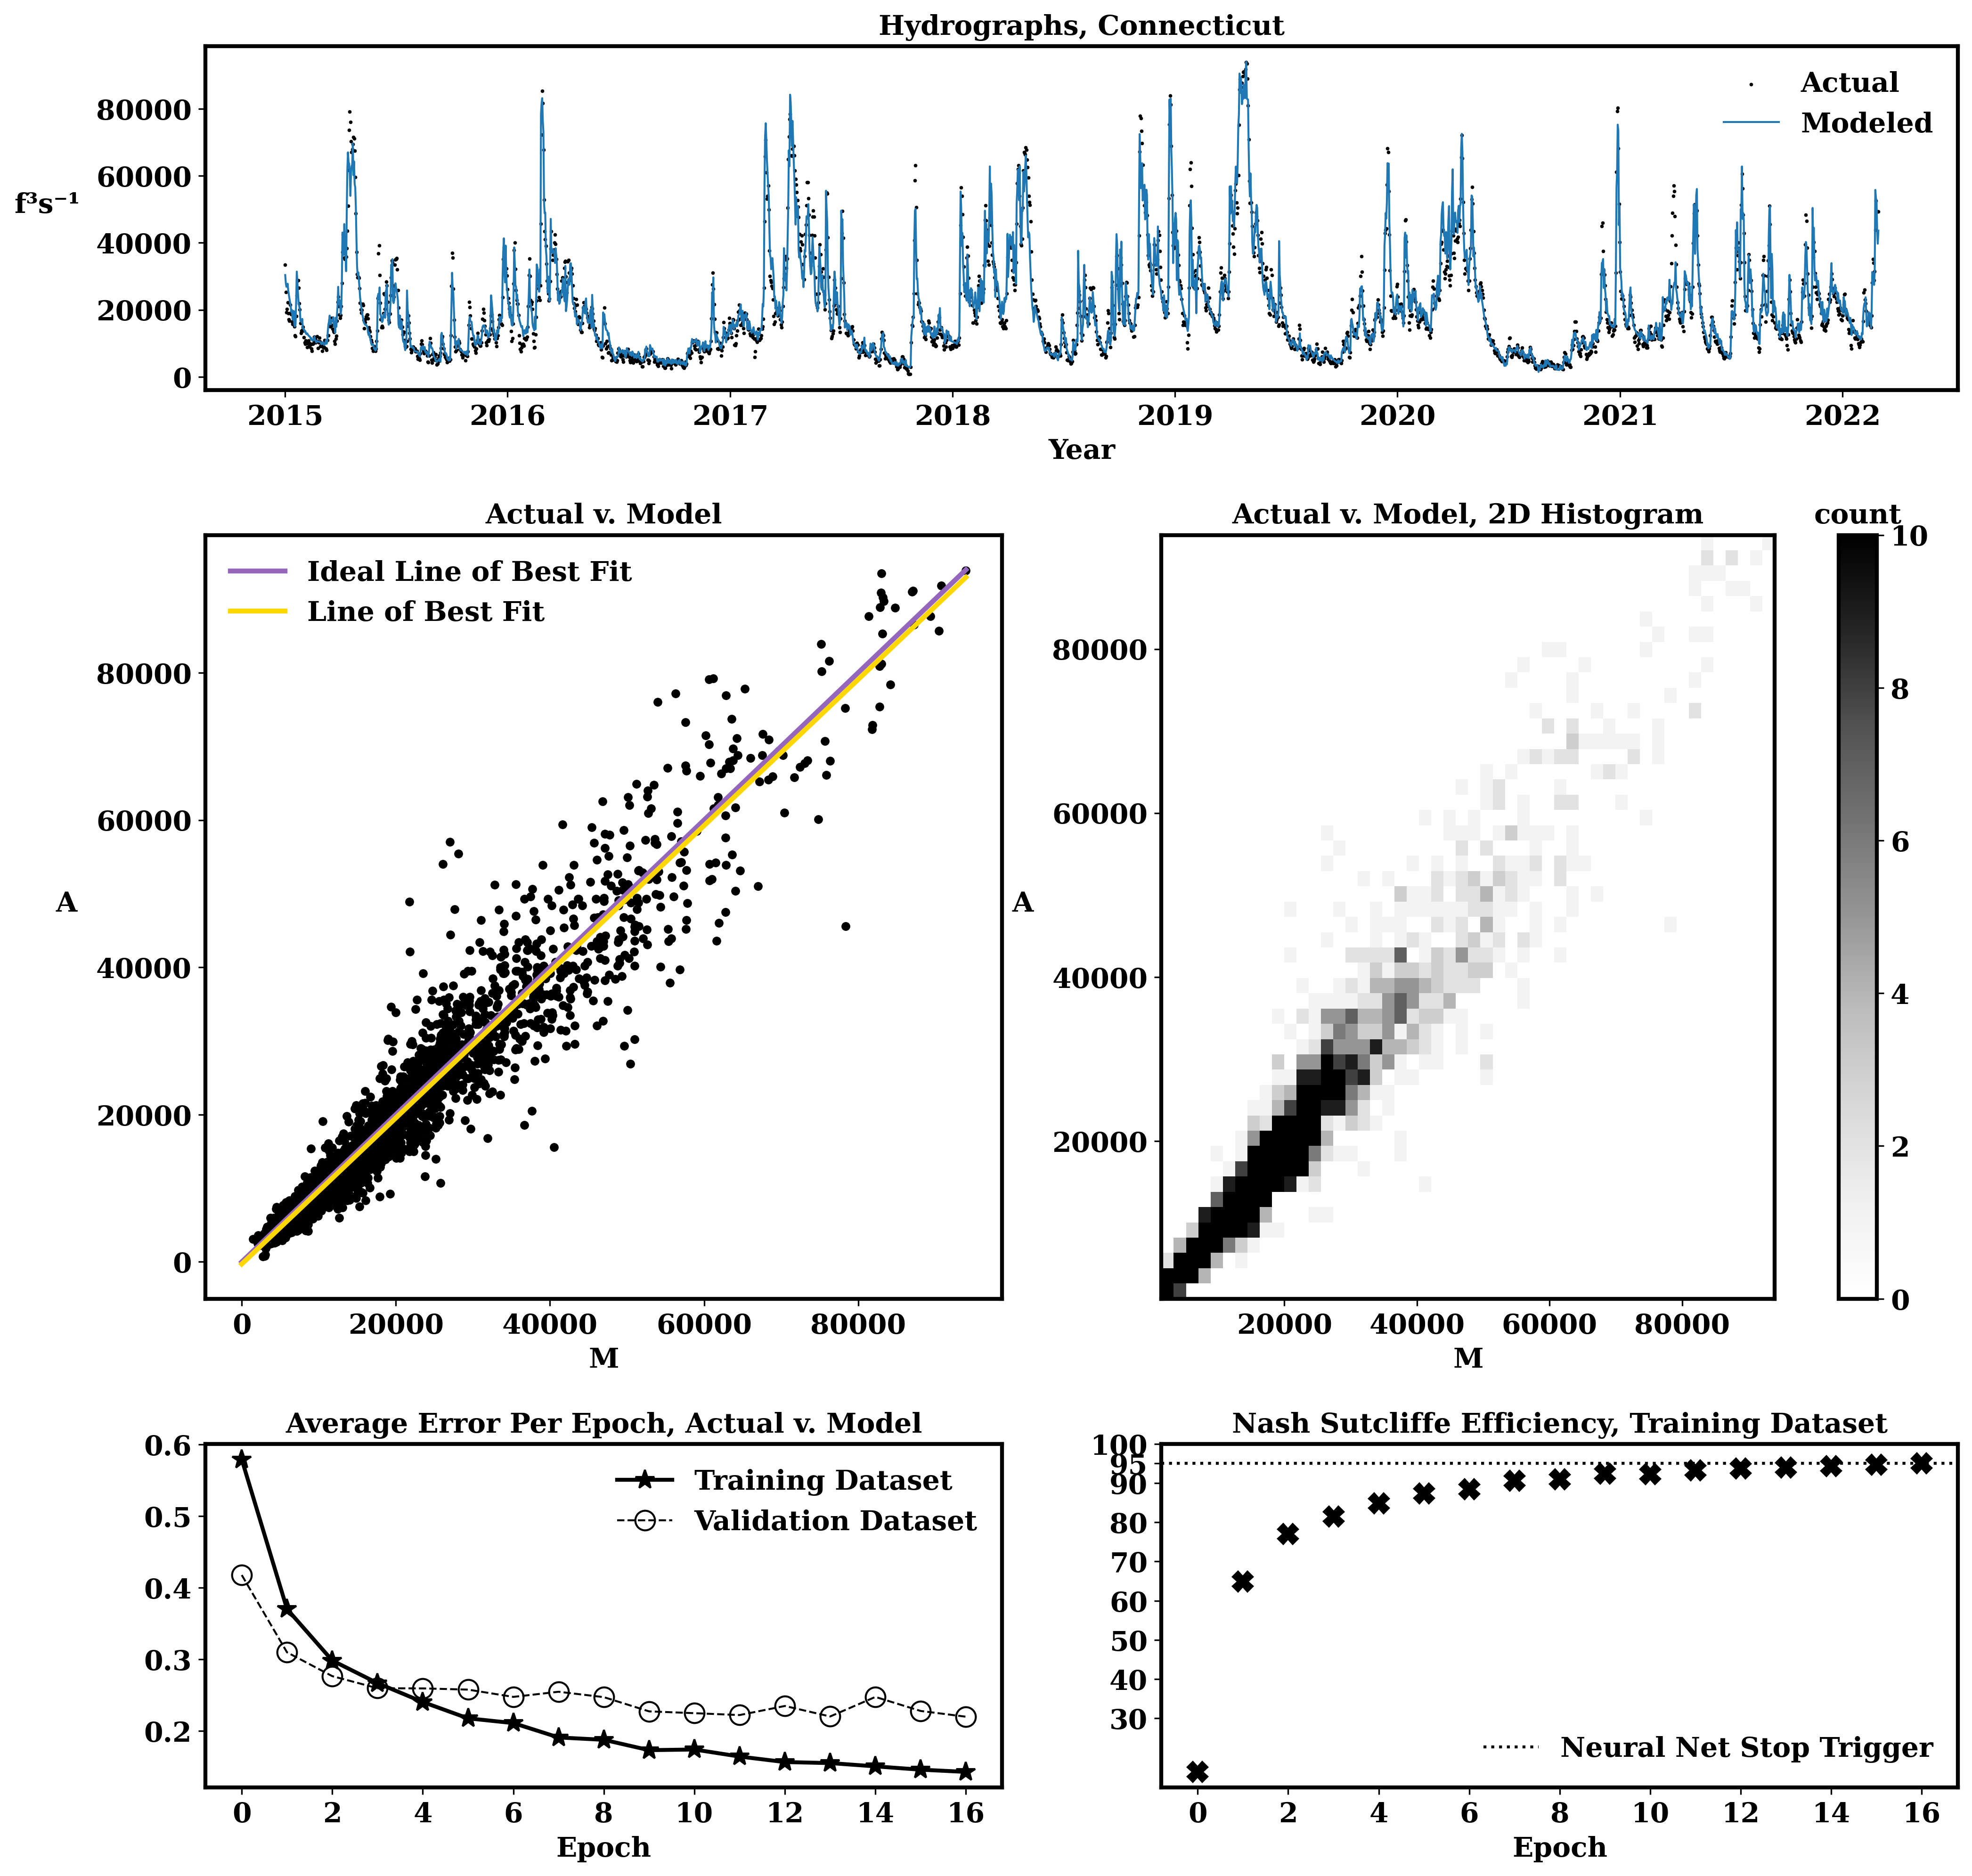 Hydrographs, Connecticut
80000
60000
40000
20000
0
f³s⁻¹
Actual
Modeled
2015 2016 2017 2018 2019 2020 2021 2022
Year
Actual v. Model
Ideal Line of Best Fit
Line of Best Fit
80000
60000
40000
20000
0
A
0 20000 40000 60000 80000
M
Actual v. Model, 2D Histogram
80000
60000
40000
20000
A
20000 40000 60000 80000
M
count
10
8
6
4
2
0
Average Error Per Epoch, Actual v. Model
Training Dataset
Validation Dataset
0.6
0.5
0.4
0.3
0.2
0 2 4 6 8 10 12 14 16
Epoch
Nash Sutcliffe Efficiency, Training Dataset
100
95
90
80
70
60
50
40
30
Neural Net Stop Trigger
0 2 4 6 8 10 12 14 16
Epoch